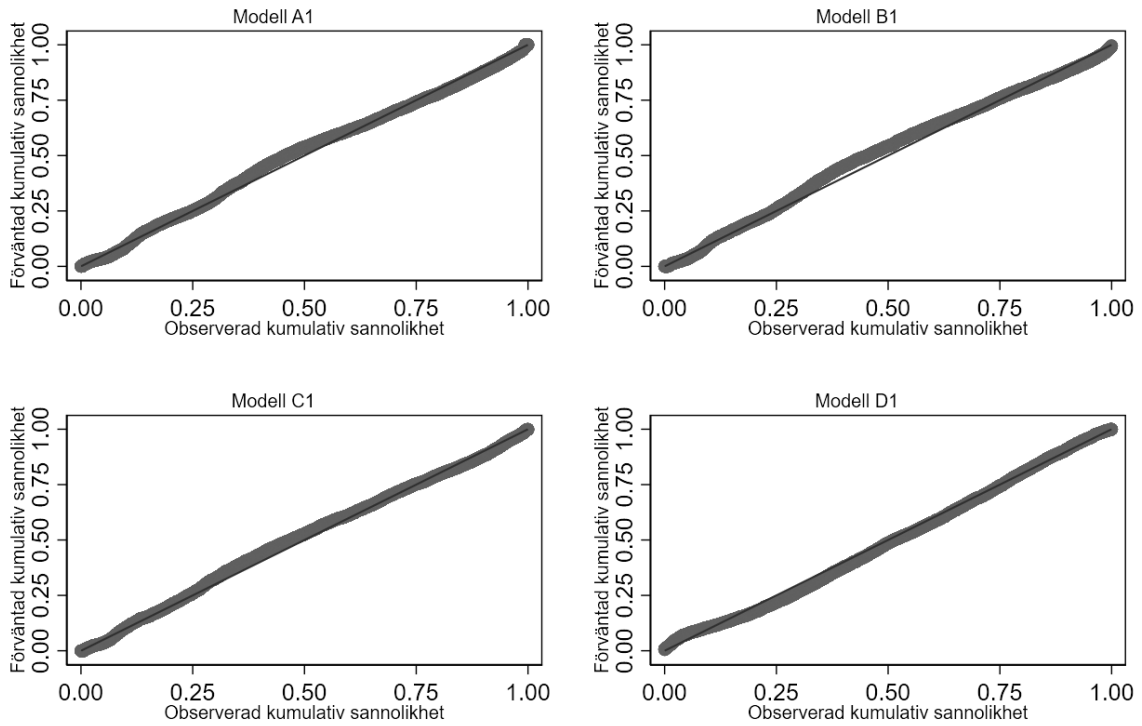 Modell A1
Förväntad kumulativ sannolikhet
0.00 0.25 0.50 0.75 1.00
0.00 0.25 0.50 0.75 1.00
Observerad kumulativ sannolikhet
Modell B1
Förväntad kumulativ sannolikhet
0.00 0.25 0.50 0.75 1.00
0.00 0.25 0.50 0.75 1.00
Observerad kumulativ sannolikhet
Modell C1
Förväntad kumulativ sannolikhet
0.00 0.25 0.50 0.75 1.00
0.00 0.25 0.50 0.75 1.00
Observerad kumulativ sannolikhet
Modell D1
Förväntad kumulativ sannolikhet
0.00 0.25 0.50 0.75 1.00
0.00 0.25 0.50 0.75 1.00
Observerad kumulativ sannolikhet